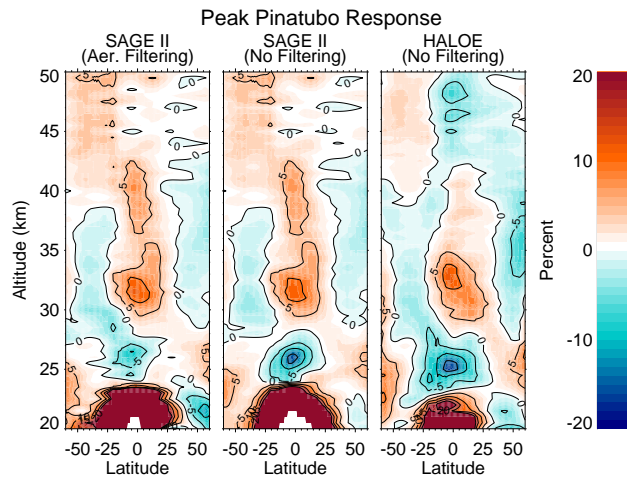 Peak Pinatubo Response
SAGE II
(Aer. Filtering)
SAGE II
(No Filtering)
HALOE
(No Filtering)
Altitude (km)
50
45
40
35
30
25
20
-50 -25 0 25 50
-50 -25 0 25 50
-50 -25 0 25 50
Latitude
Latitude
Latitude
20
10
0
-10
-20
Percent